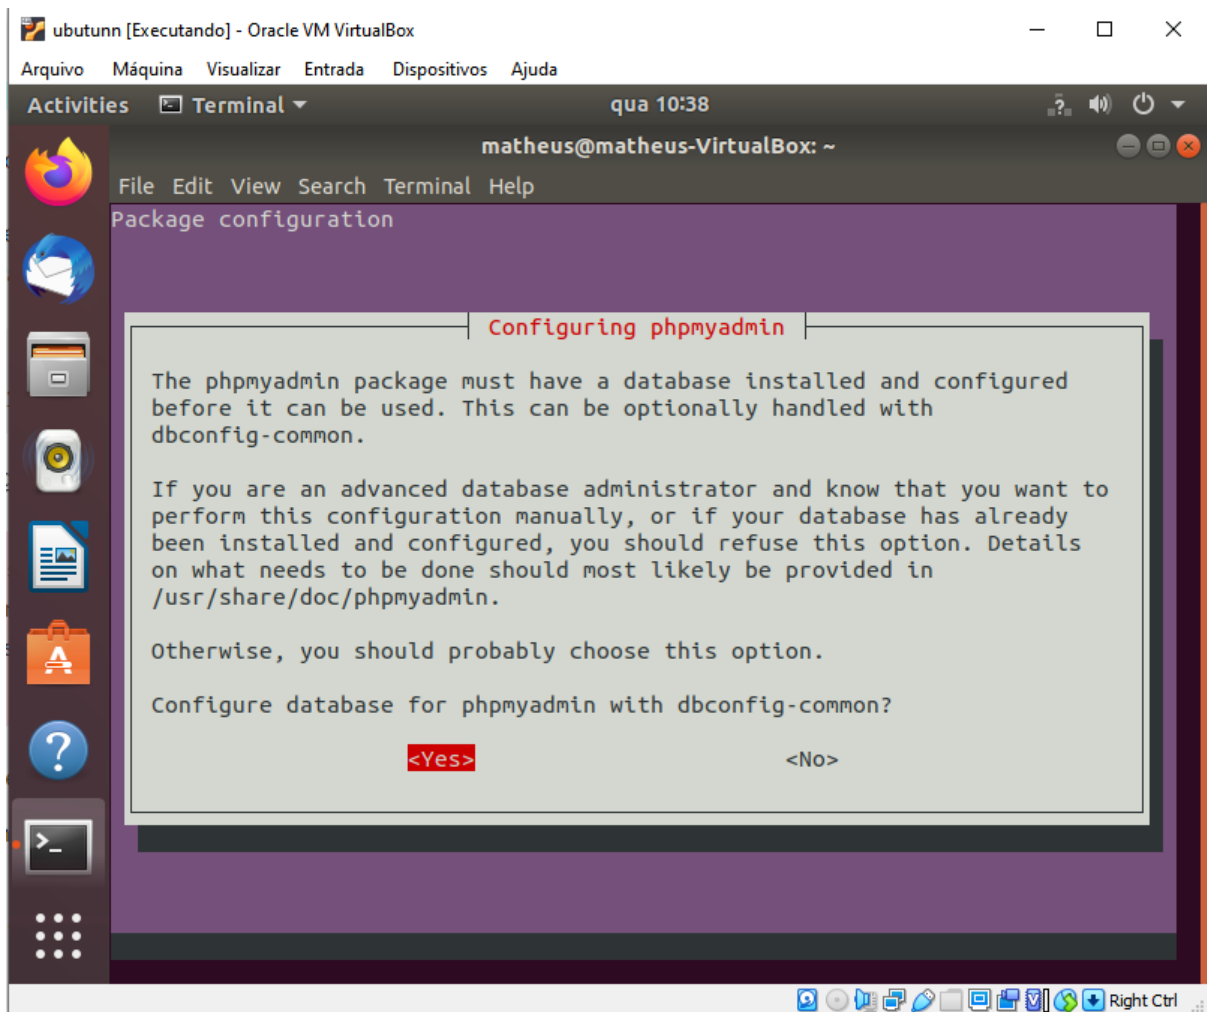 ubutunn [Executando] - Oracle VM VirtualBox
Arquivo Máquina Visualizar Entrada Dispositivos Ajuda
Activities Terminal qua 10:38
matheus@matheus-VirtualBox: ~
File Edit View Search Terminal Help
Package configuration
Configuring phpmyadmin
The phpmyadmin package must have a database installed and configured
before it can be used. This can be optionally handled with
dbconfig-common.
If you are an advanced database administrator and know that you want to
perform this configuration manually, or if your database has already
been installed and configured, you should refuse this option. Details
on what needs to be done should most likely be provided in
/usr/share/doc/phpmyadmin.
Otherwise, you should probably choose this option.
Configure database for phpmyadmin with dbconfig-common?
<Yes> <No>
Right Ctrl